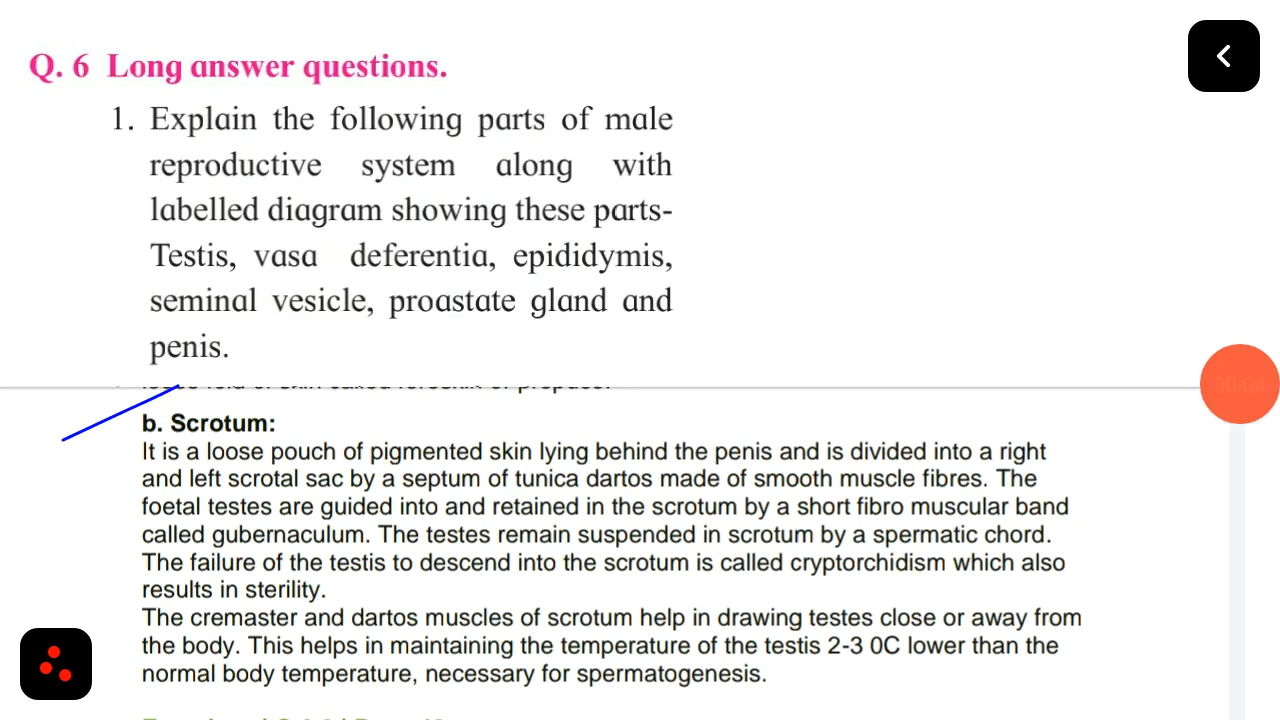 Q. 6 Long answer questions.
1. Explain the following parts of male
reproductive system along with
labelled diagram showing these parts-
Testis, vasa deferentia, epididymis,
seminal vesicle, proastate gland and
penis.
b. Scrotum:
It is a loose pouch of pigmented skin lying behind the penis and is divided into a right
and left scrotal sac by a septum of tunica dartos made of smooth muscle fibres. The
foetal testes are guided into and retained in the scrotum by a short fibro muscular band
called gubernaculum. The testes remain suspended in scrotum by a spermatic chord.
The failure of the testis to descend into the scrotum is called cryptorchidism which also
results in sterility.
The cremaster and dartos muscles of scrotum help in drawing testes close or away from
the body. This helps in maintaining the temperature of the testis 2-3 0C lower than the
normal body temperature, necessary for spermatogenesis.
30:04